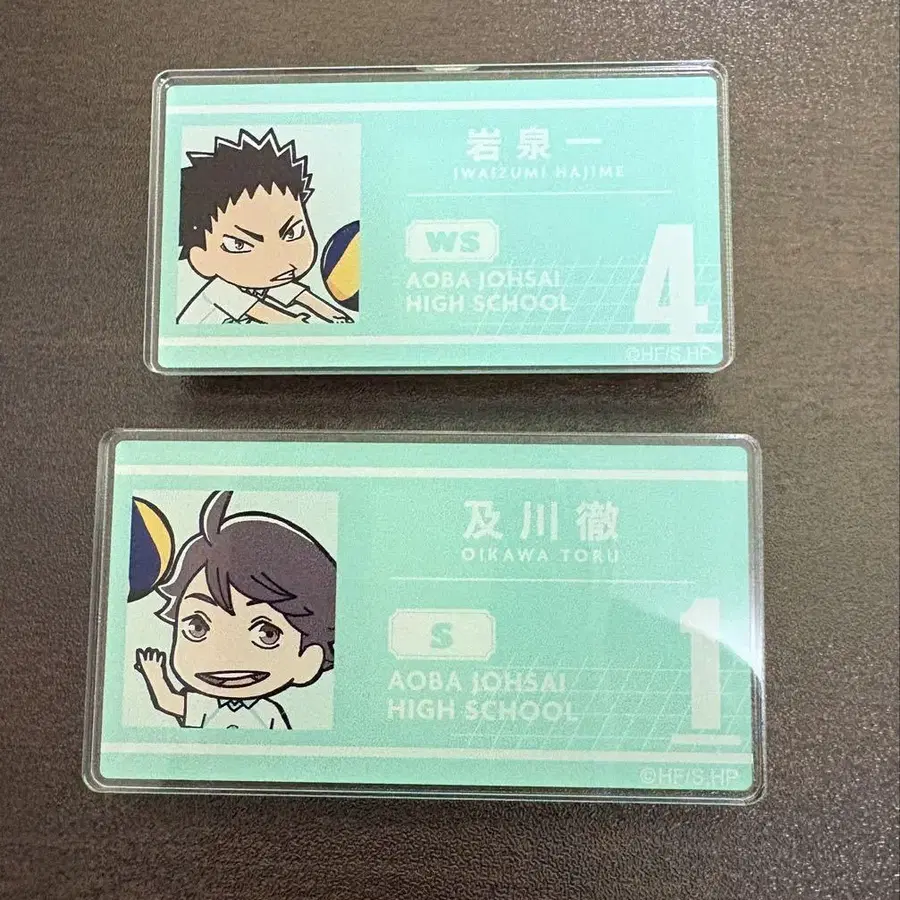 岩泉一
IWAIZUMI HAJIME
WS
AOBA JOHSAI
HIGH SCHOOL
4
©HF/S,HP
及川徹
OIKAWA TORU
S
AOBA JOHSAI
HIGH SCHOOL
1
©HF/S,HP